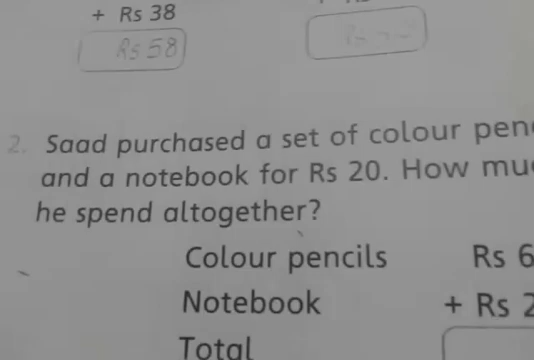 + Rs 38
Rs 58
2. Saad purchased a set of colour pen
and a notebook for Rs 20. How mu
he spend altogether?
Colour pencils Rs 6
Notebook + Rs 2
Total